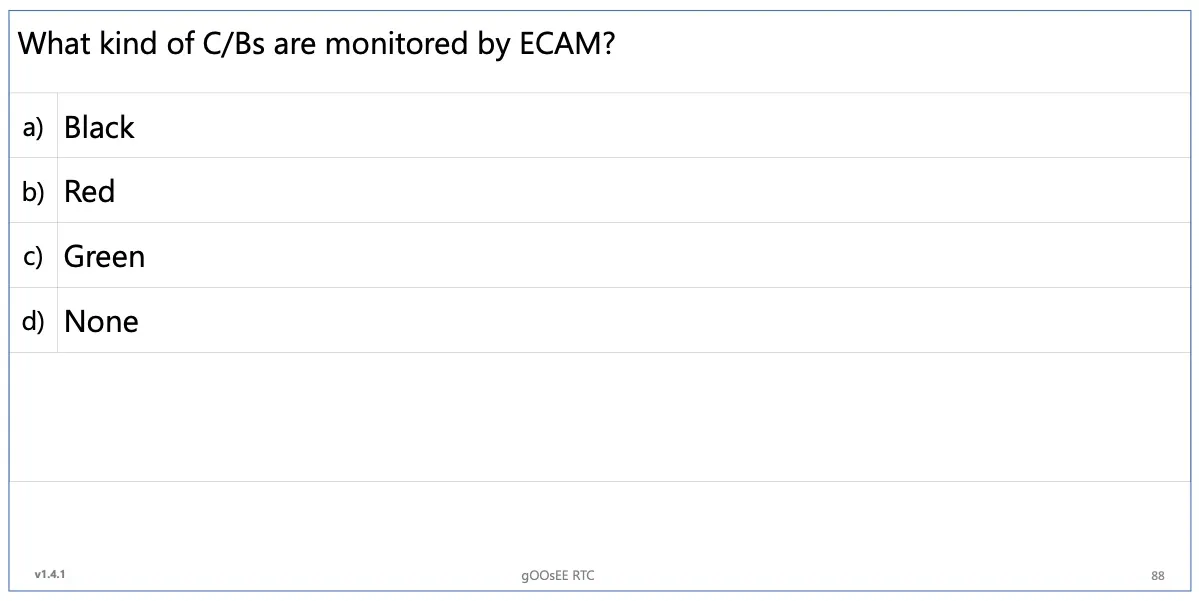 What kind of C/Bs are monitored by ECAM?
a) Black
b) Red
c) Green
d) None
v1.4.1 gOOsEE RTC 88